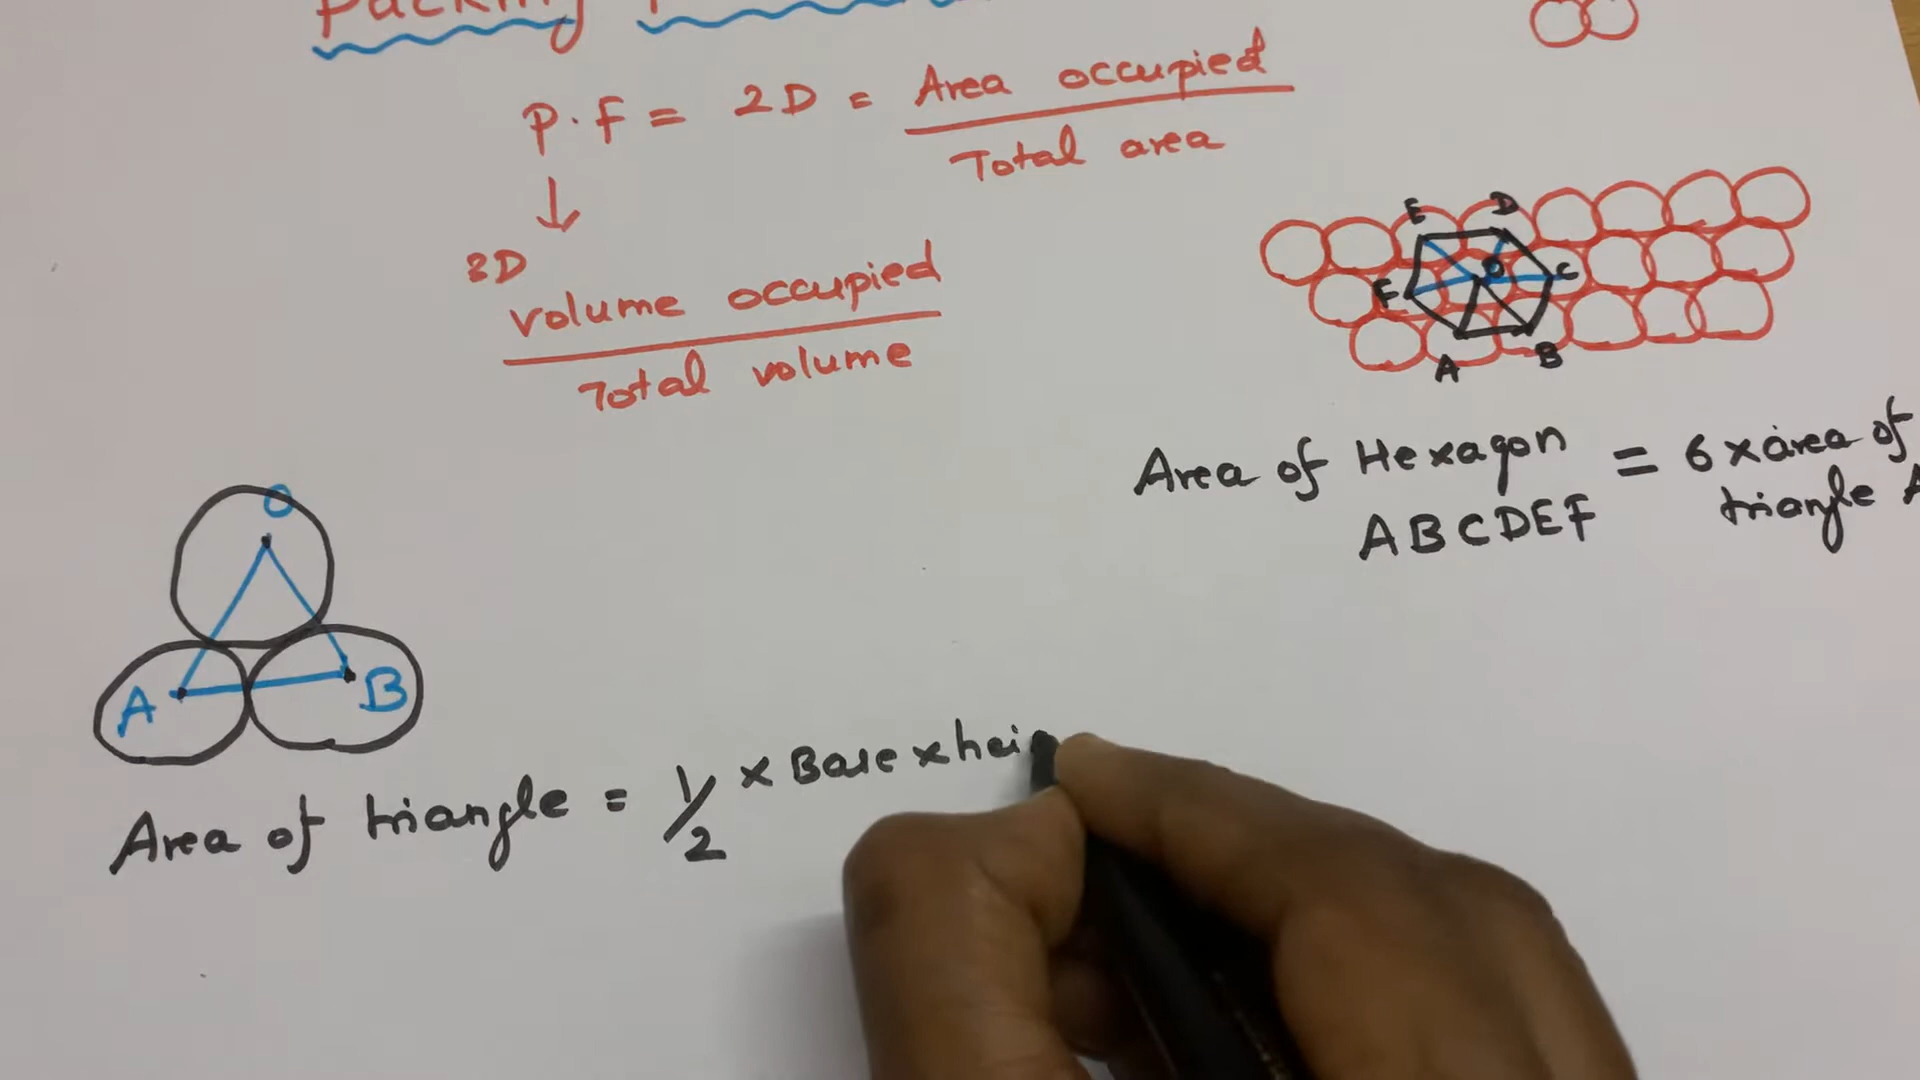 Packing
P.F = 2D = Area occupied
Total area
↓
3D
volume occupied
Total volume
E D
F O C
A B
Area of Hexagon = 6 x area of
ABCDEF triangle A
O
A B
Area of triangle = 1/2 x Base x hei